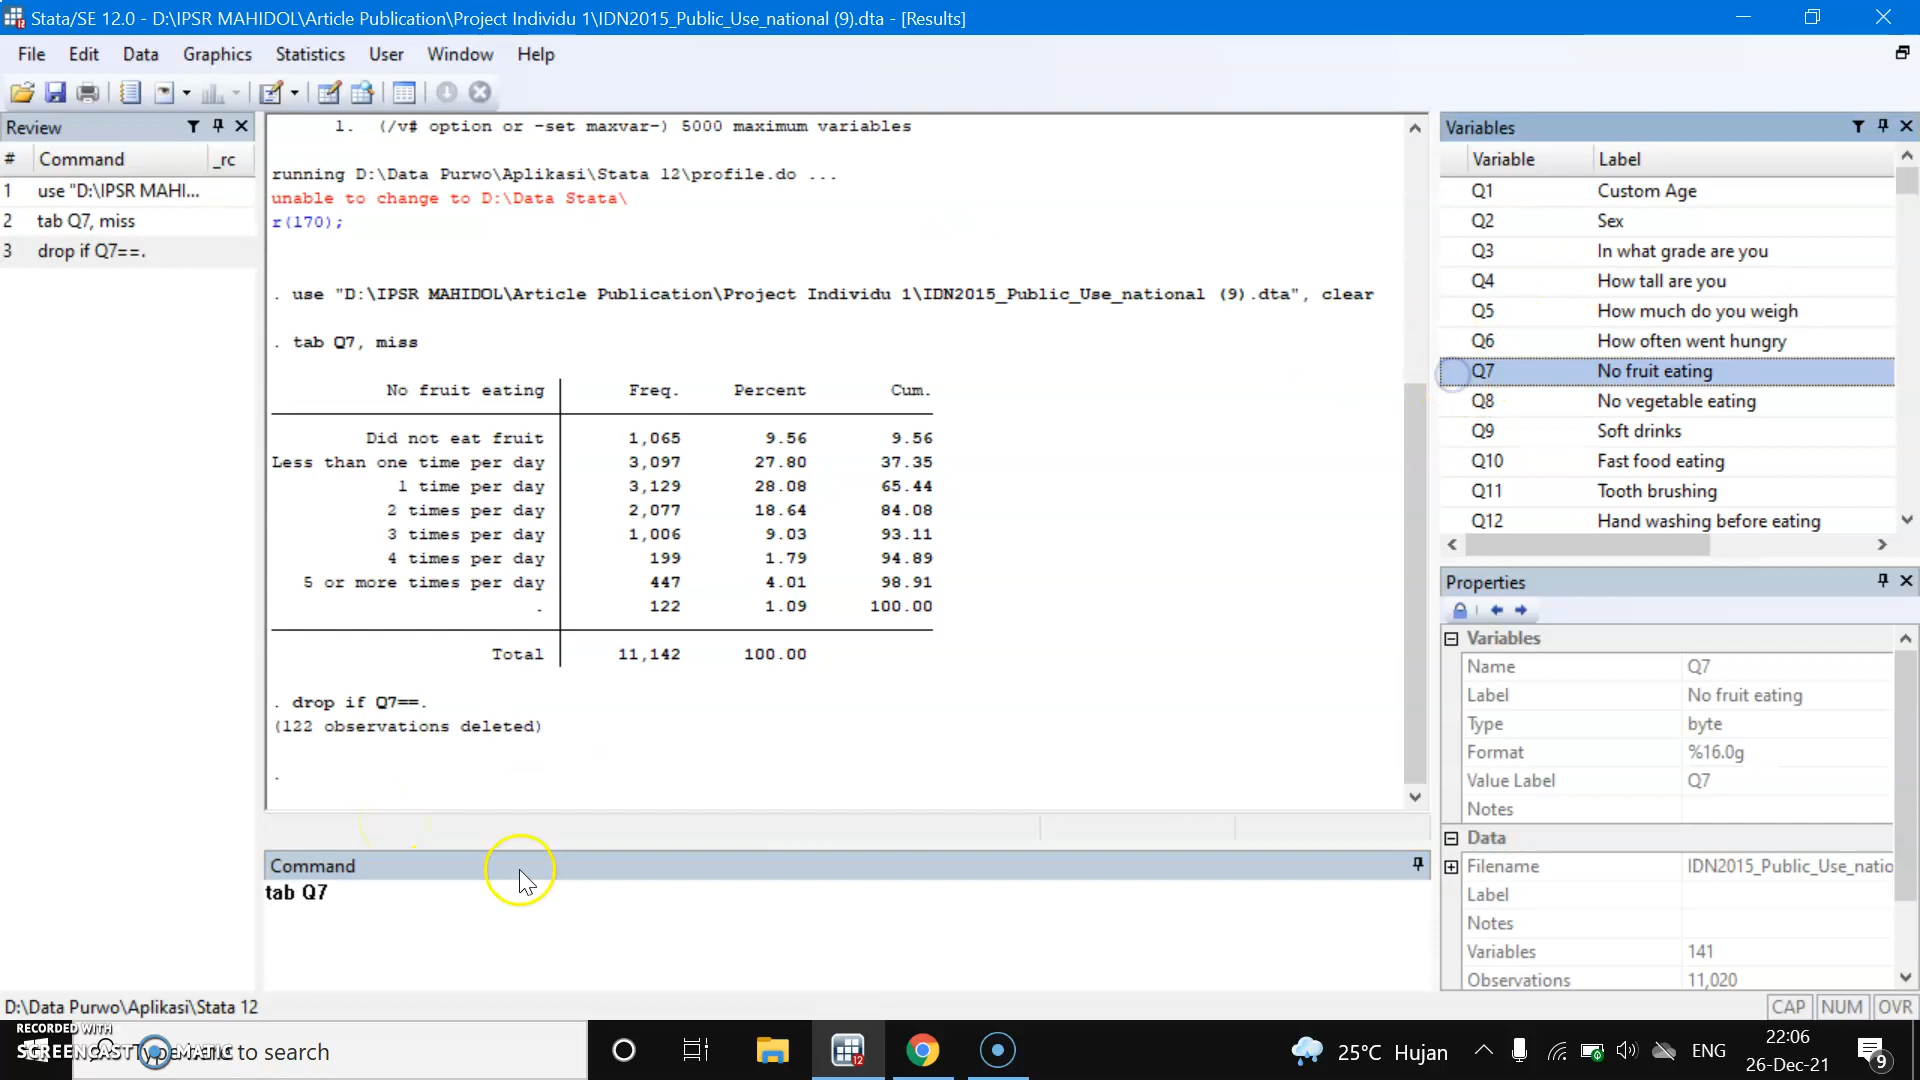 Stata/SE 12.0 - D:\IPSR MAHIDOL\Article Publication\Project Individu 1\IDN2015_Public_Use_national (9).dta - [Results]
File Edit Data Graphics Statistics User Window Help
Review
# Command _rc
1 use "D:\IPSR MAHI...
2 tab Q7, miss
3 drop if Q7==.
1. (/v# option or -set maxvar-) 5000 maximum variables
running D:\Data Purwo\Aplikasi\Stata 12\profile.do ...
unable to change to D:\Data Stata\
r(170);
. use "D:\IPSR MAHIDOL\Article Publication\Project Individu 1\IDN2015_Public_Use_national (9).dta", clear
. tab Q7, miss
No fruit eating Freq. Percent Cum.
Did not eat fruit 1,065 9.56 9.56
Less than one time per day 3,097 27.80 37.35
1 time per day 3,129 28.08 65.44
2 times per day 2,077 18.64 84.08
3 times per day 1,006 9.03 93.11
4 times per day 199 1.79 94.89
5 or more times per day 447 4.01 98.91
. 122 1.09 100.00
Total 11,142 100.00
. drop if Q7==.
(122 observations deleted)
.
Command
tab Q7
Variables
Variable Label
Q1 Custom Age
Q2 Sex
Q3 In what grade are you
Q4 How tall are you
Q5 How much do you weigh
Q6 How often went hungry
Q7 No fruit eating
Q8 No vegetable eating
Q9 Soft drinks
Q10 Fast food eating
Q11 Tooth brushing
Q12 Hand washing before eating
Properties
Variables
Name Q7
Label No fruit eating
Type byte
Format %16.0g
Value Label Q7
Notes
Data
Filename IDN2015_Public_Use_natio
Label
Notes
Variables 141
Observations 11,020
D:\Data Purwo\Aplikasi\Stata 12
CAP NUM OVR
RECORDED WITH
SCREENCAST MATIC
Type here to search
12
25°C Hujan
ENG
22:06
26-Dec-21
9